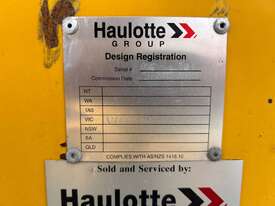 Haulotte
GROUP
Design Registration
Serial #
Commission Date
NT
WA
TAS
VIC
NSW
SA
QLD
COMPLIES WITH AS/NZS 1418.10
Sold and Serviced by:
Haulotte